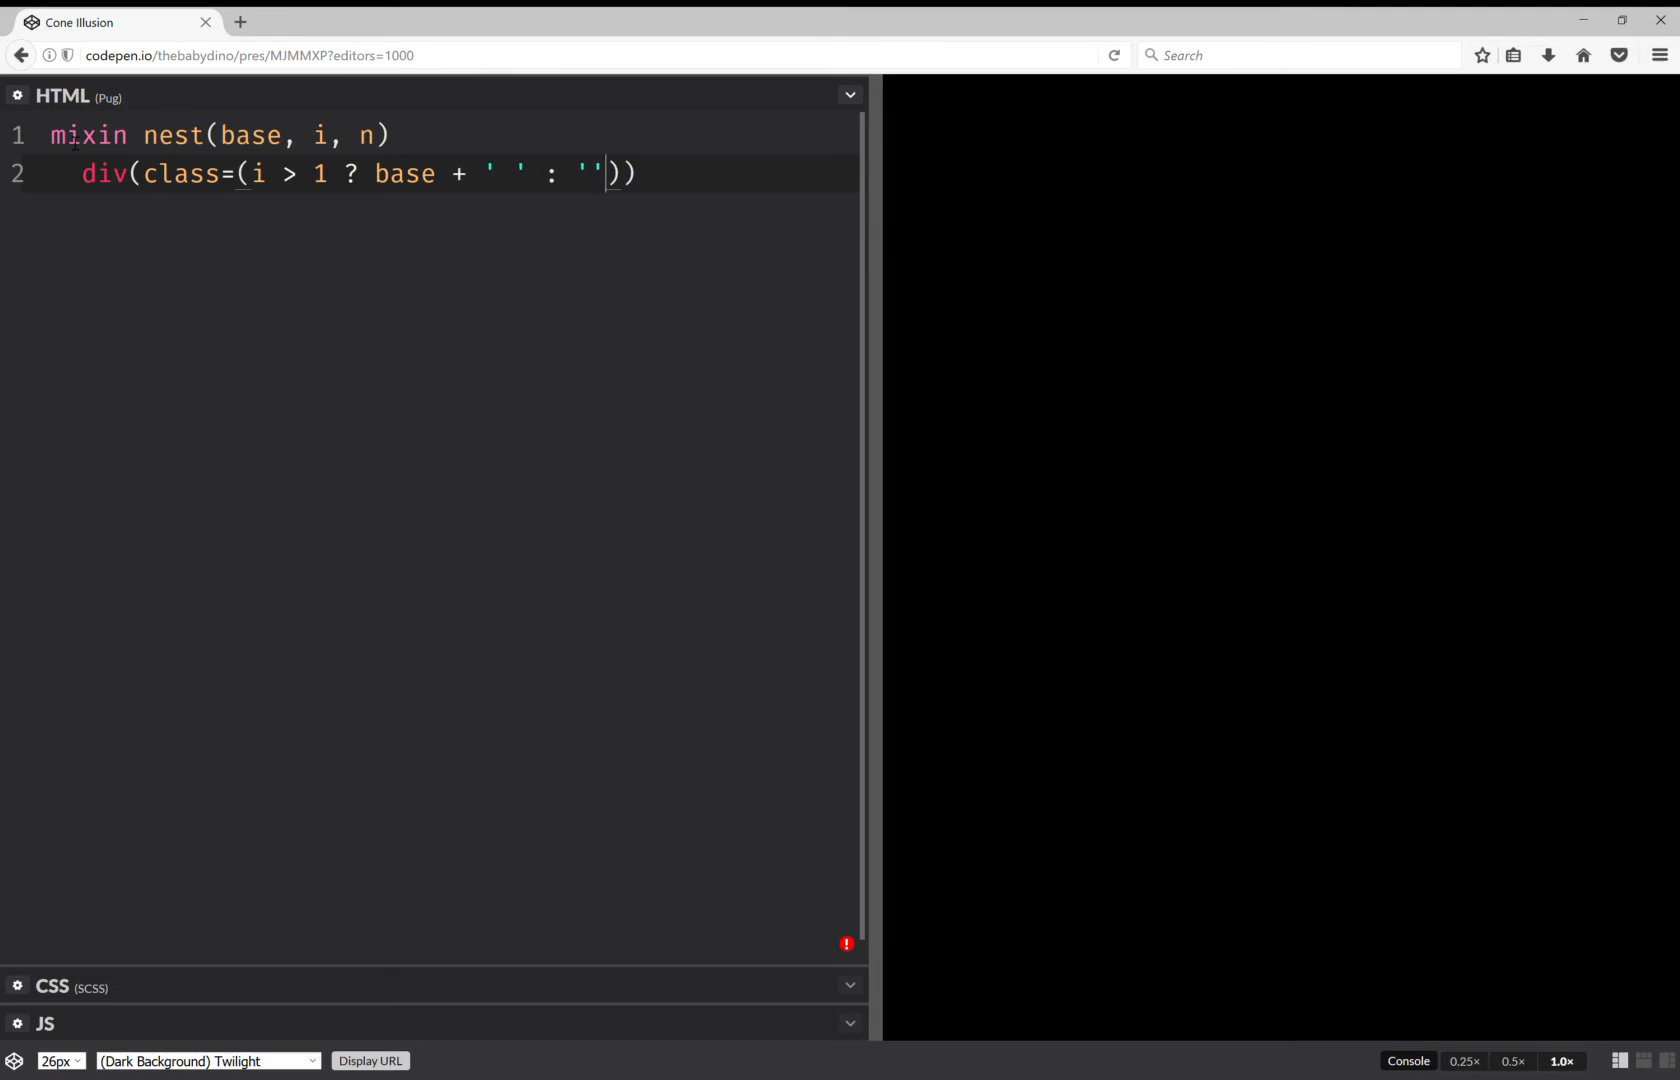 Cone Illusion
codepen.io/thebabydino/pres/MJMMXP?editors=1000
Search
HTML (Pug)
1 mixin nest(base, i, n)
2 div(class=(i > 1 ? base + ' ' : ''))
CSS (SCSS)
JS
26px (Dark Background) Twilight Display URL Console 0.25× 0.5× 1.0×